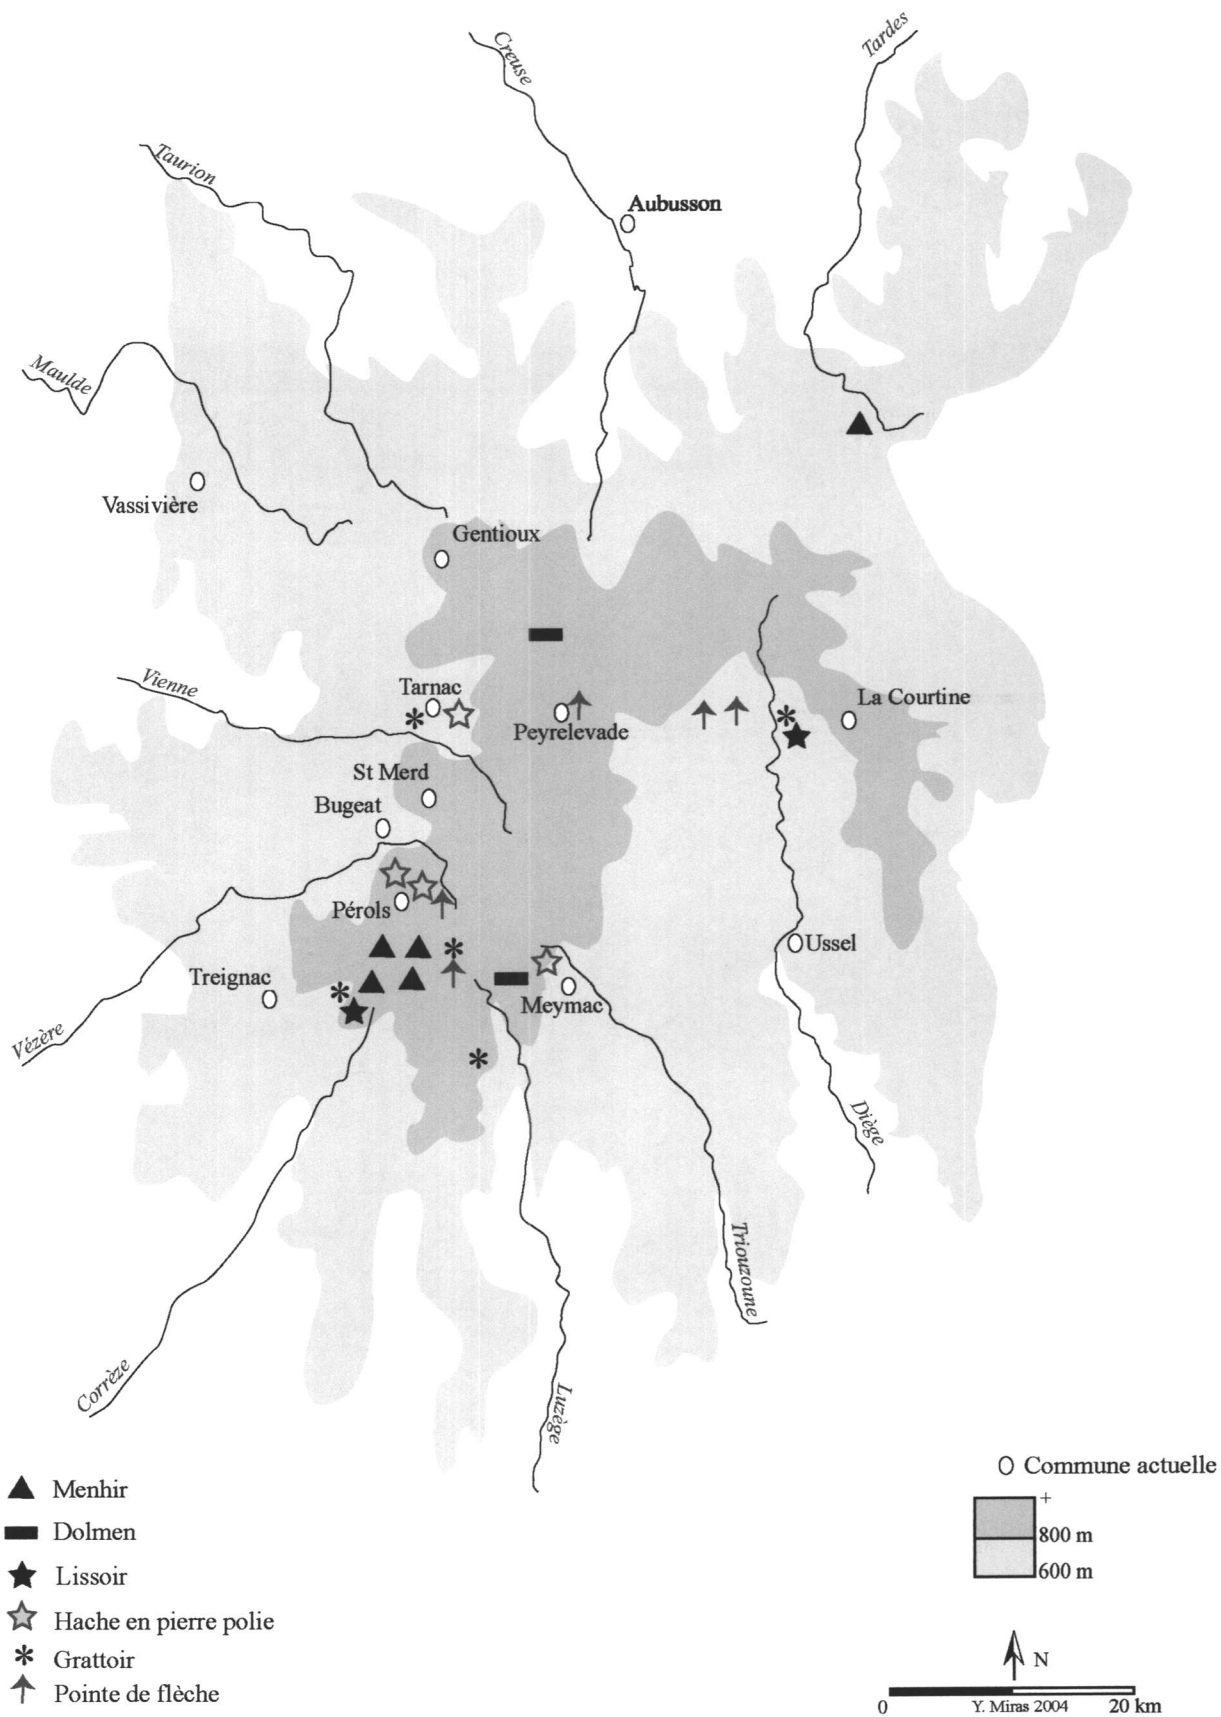 Creuse
Tardes
Taurion
Aubusson
Maulde
Vassivière
Gentioux
Vienne
Tarnac
La Courtine
Peyrelevade
St Merd
Bugeat
Pérols
Ussel
Treignac
Meymac
Vézère
Diège
Triouzoune
Corrèze
Luzège
Menhir
Dolmen
Lissoir
Hache en pierre polie
Grattoir
Pointe de flèche
Commune actuelle
+
800 m
600 m
N
0 Y. Miras 2004 20 km